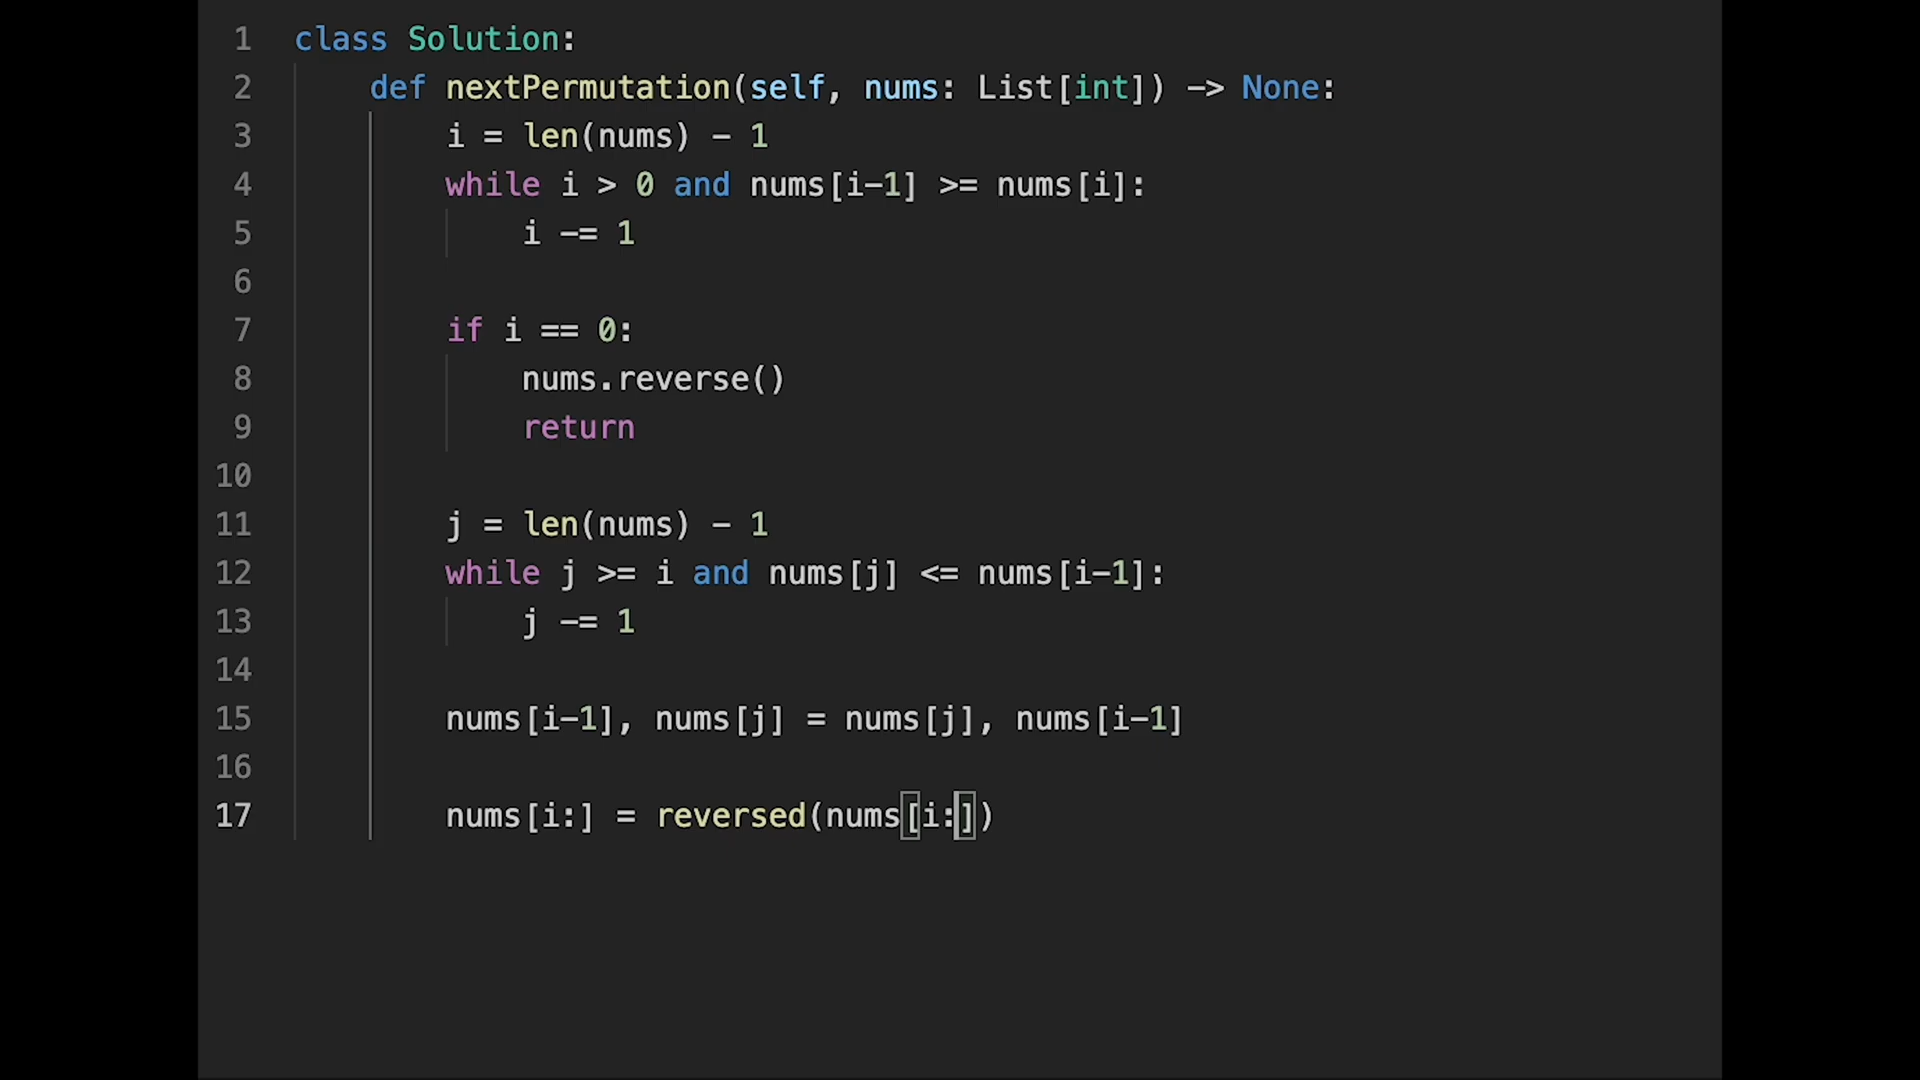 1 class Solution:
2     def nextPermutation(self, nums: List[int]) -> None:
3         i = len(nums) - 1
4         while i > 0 and nums[i-1] >= nums[i]:
5             i -= 1
6
7         if i == 0:
8             nums.reverse()
9             return
10
11         j = len(nums) - 1
12         while j >= i and nums[j] <= nums[i-1]:
13             j -= 1
14
15         nums[i-1], nums[j] = nums[j], nums[i-1]
16
17         nums[i:] = reversed(nums[i:])